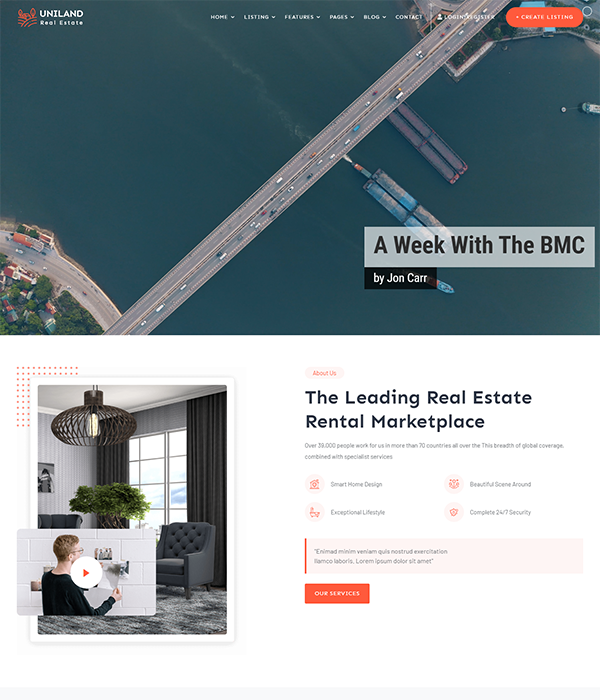 UNILAND
Real Estate
HOME
LISTING
FEATURES
PAGES
BLOG
CONTACT
LOGIN/REGISTER
+ CREATE LISTING
A Week With The BMC
by Jon Carr
About Us
The Leading Real Estate
Rental Marketplace
Over 39,000 people work for us in more than 70 countries all over the This breadth of global coverage,
combined with specialist services
Smart Home Design
Beautiful Scene Around
Exceptional Lifestyle
Complete 24/7 Security
"Enimad minim veniam quis nostrud exercitation
llamco laboris. Lorem ipsum dolor sit amet"
OUR SERVICES